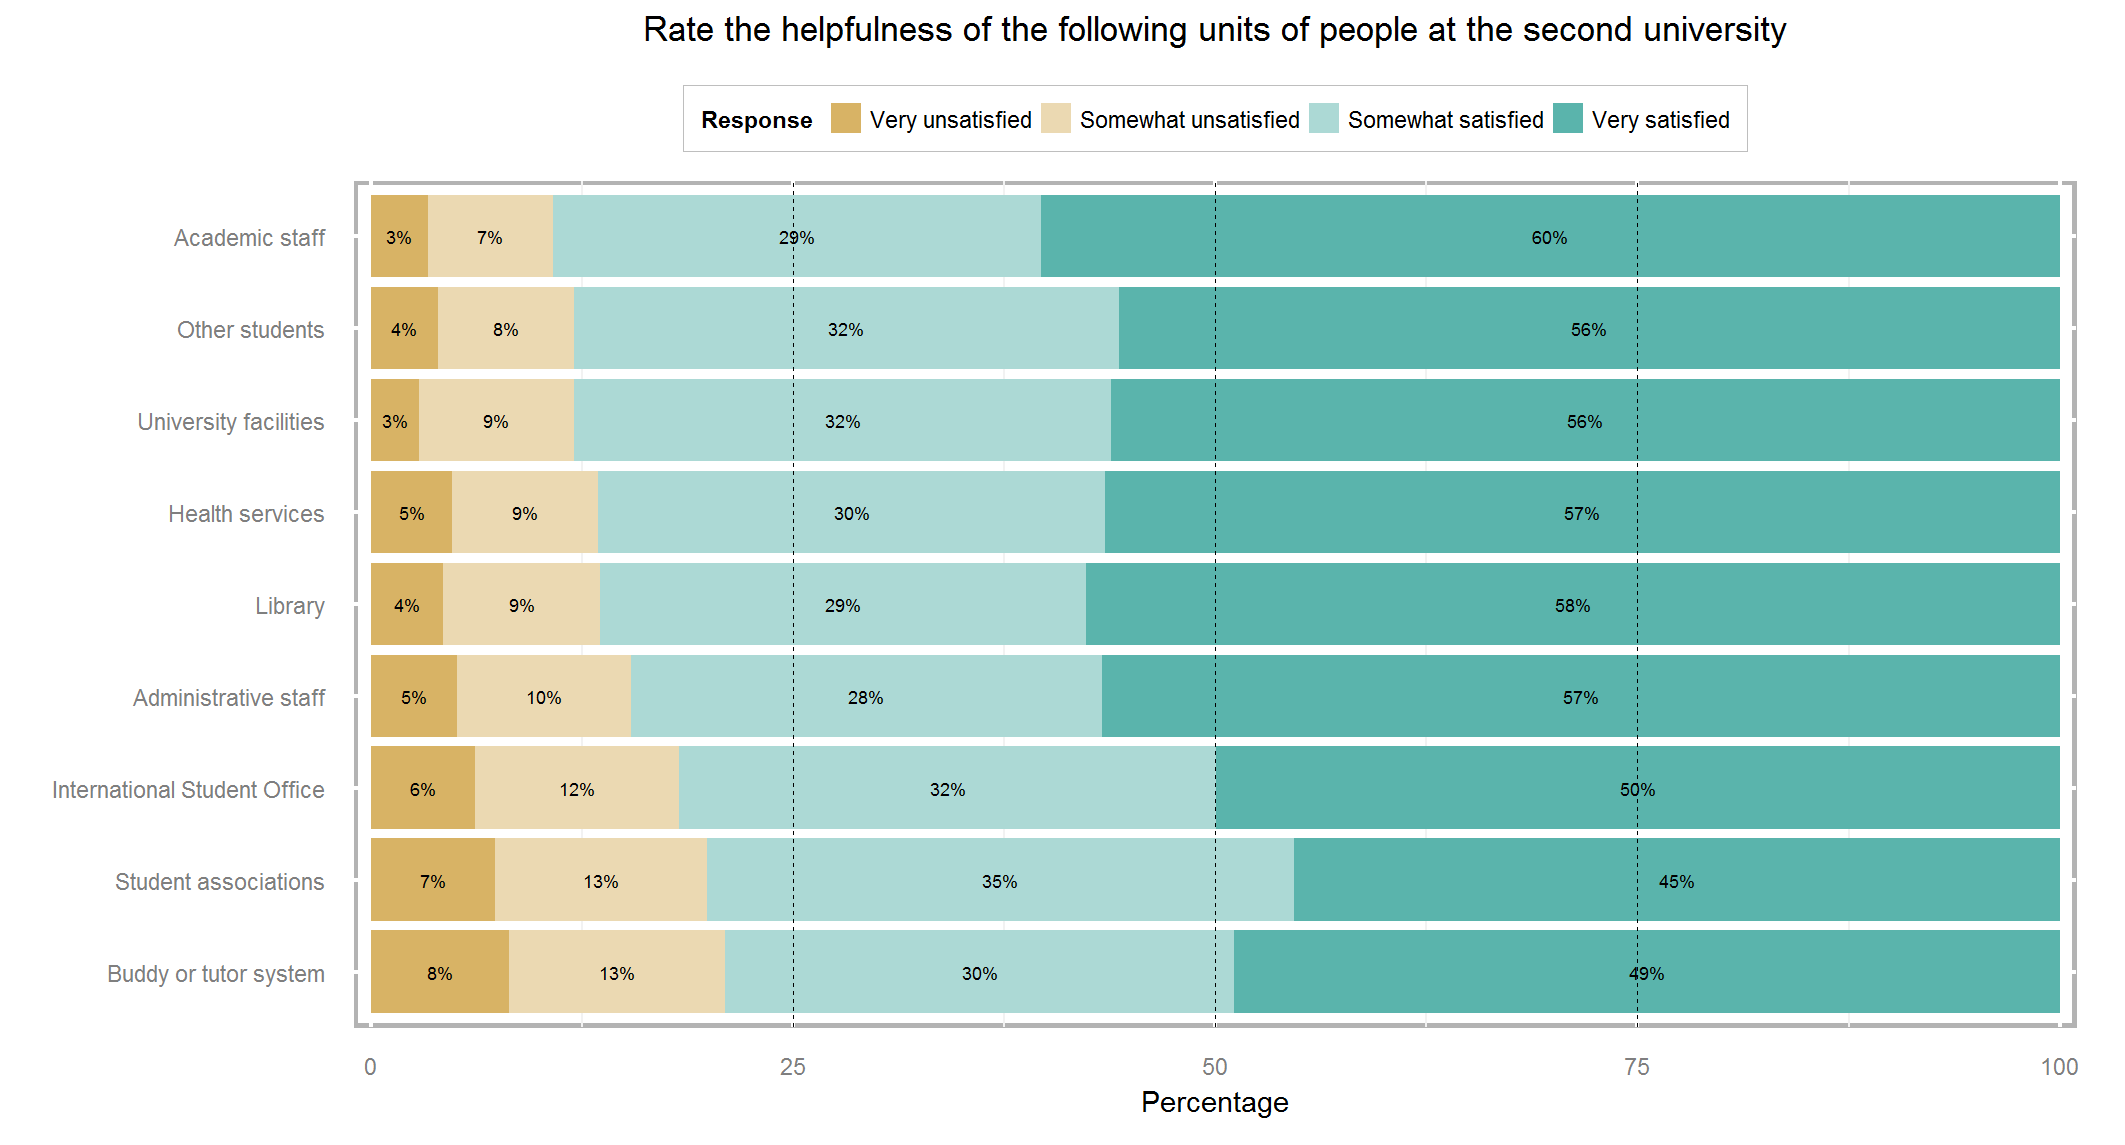 Rate the helpfulness of the following units of people at the second university
Response Very unsatisfied Somewhat unsatisfied Somewhat satisfied Very satisfied
Academic staff 3% 7% 29% 60%
Other students 4% 8% 32% 56%
University facilities 3% 9% 32% 56%
Health services 5% 9% 30% 57%
Library 4% 9% 29% 58%
Administrative staff 5% 10% 28% 57%
International Student Office 6% 12% 32% 50%
Student associations 7% 13% 35% 45%
Buddy or tutor system 8% 13% 30% 49%
0 25 50 75 100
Percentage